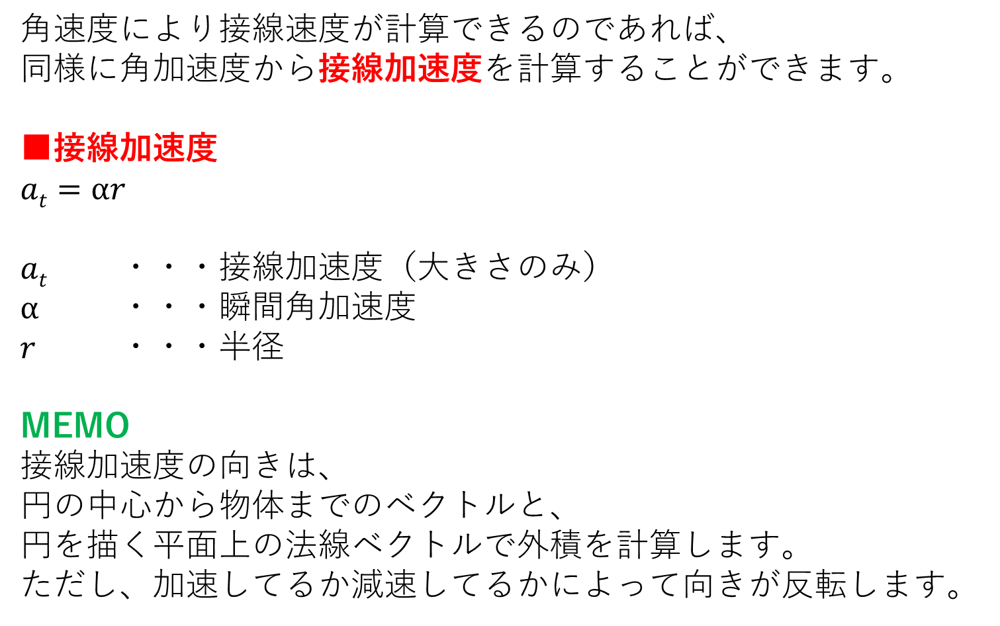 角速度により接線速度が計算できるのであれば、
同様に角加速度から接線加速度を計算することができます。
■接線加速度
aₜ = αr
aₜ ・・・接線加速度（大きさのみ）
α ・・・瞬間角加速度
r ・・・半径
MEMO
接線加速度の向きは、
円の中心から物体までのベクトルと、
円を描く平面上の法線ベクトルで外積を計算します。
ただし、加速してるか減速してるかによって向きが反転します。